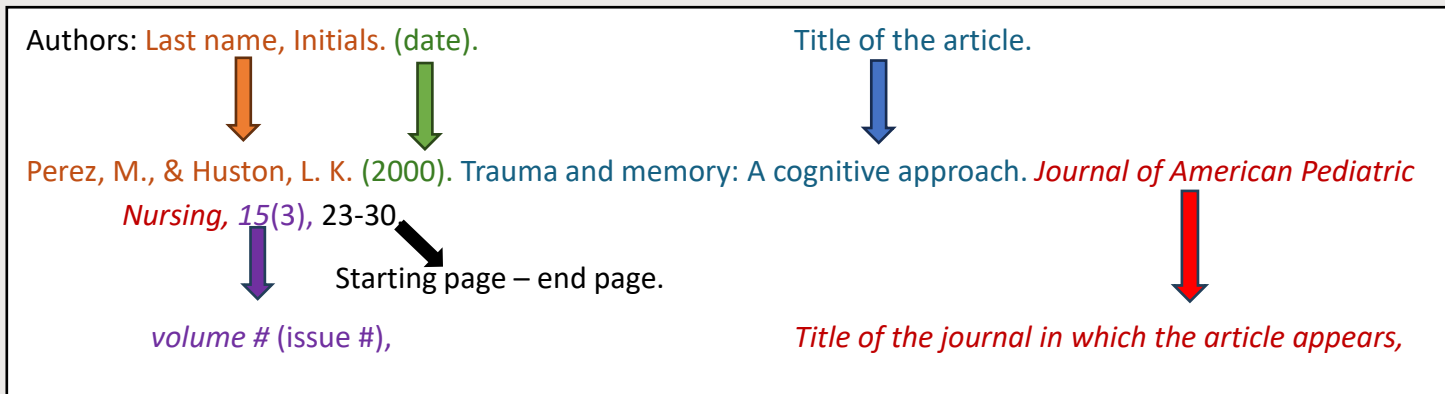 Authors: Last name, Initials. (date). Title of the article.
Perez, M., & Huston, L. K. (2000). Trauma and memory: A cognitive approach. Journal of American Pediatric
Nursing, 15(3), 23-30.
Starting page – end page.
volume # (issue #), Title of the journal in which the article appears,